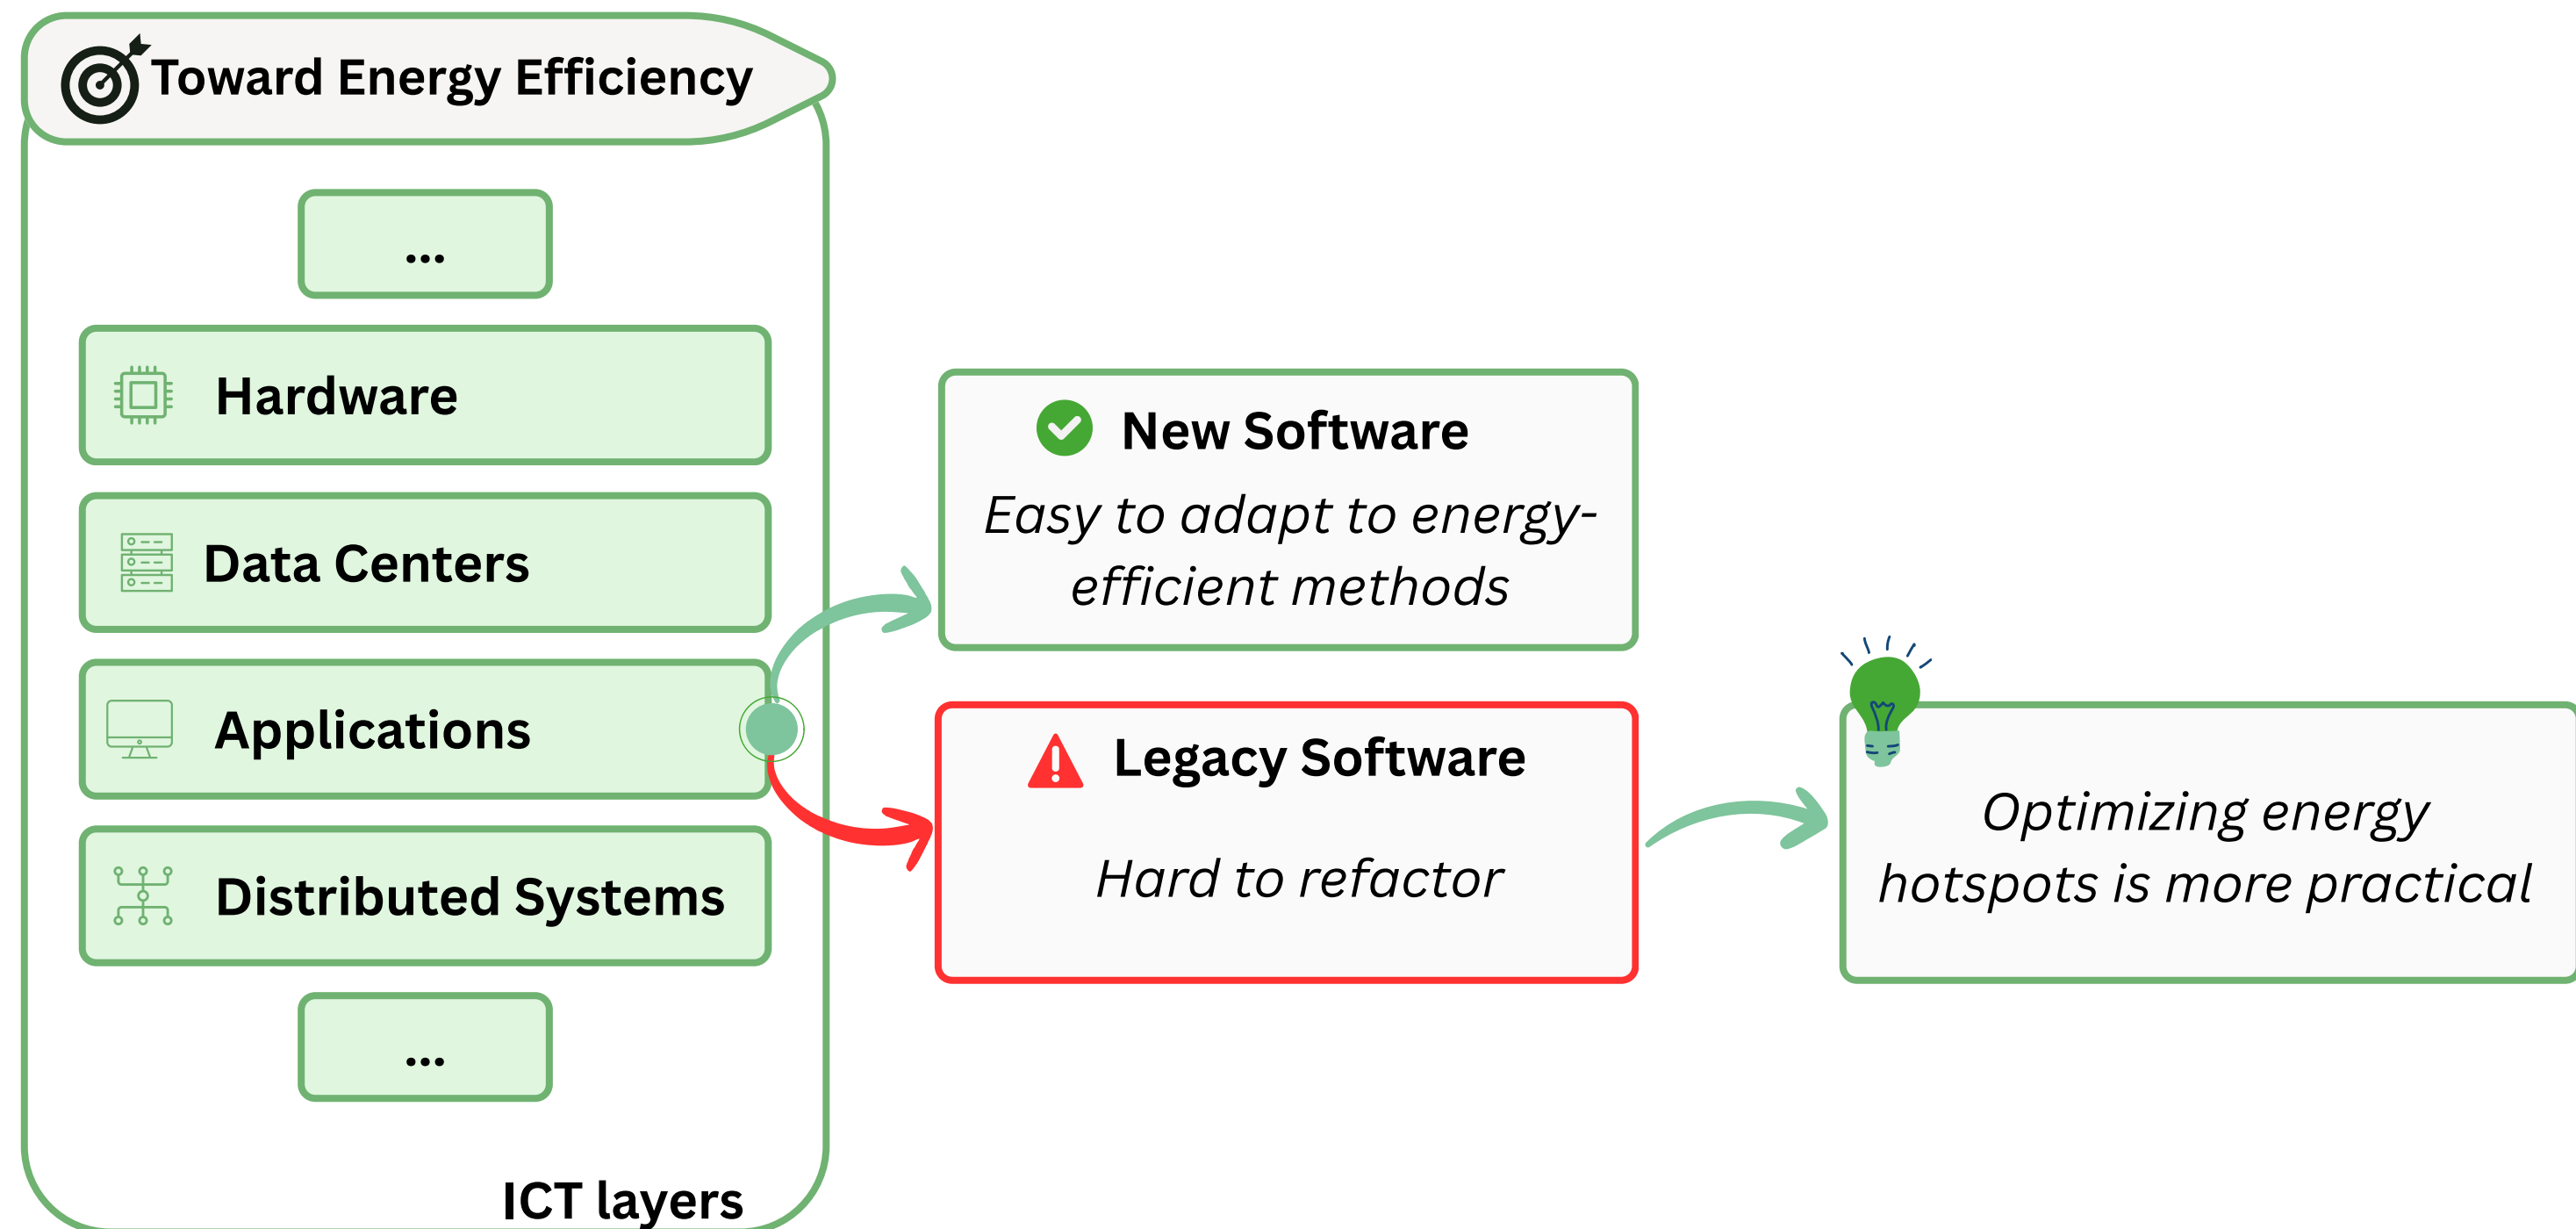 Toward Energy Efficiency
...
Hardware
Data Centers
Applications
Distributed Systems
...
ICT layers
New Software
Easy to adapt to energy-
efficient methods
Legacy Software
Hard to refactor
Optimizing energy
hotspots is more practical